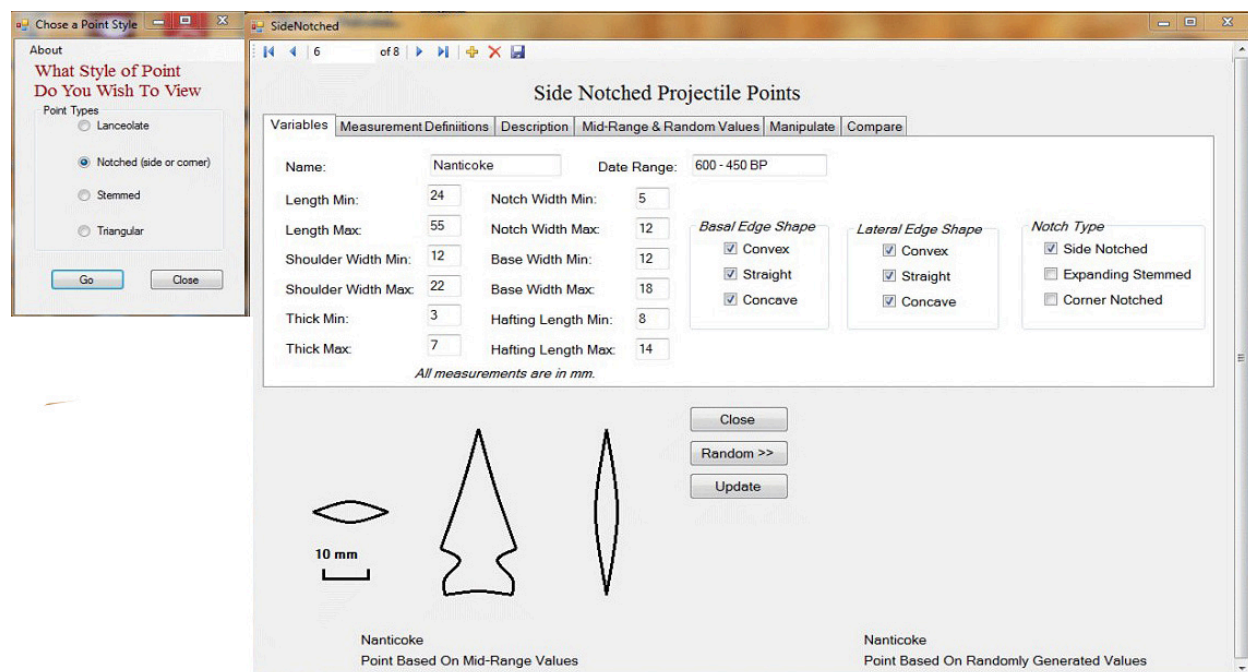 Chose a Point Style
About
What Style of Point
Do You Wish To View
Point Types
Lanceolate
Notched (side or corner)
Stemmed
Triangular
Go Close
SideNotched
6 of 8
Side Notched Projectile Points
Variables Measurement Definiitions Description Mid-Range & Random Values Manipulate Compare
Name: Nanticoke Date Range: 600 - 450 BP
Length Min: 24 Notch Width Min: 5
Length Max: 55 Notch Width Max: 12
Shoulder Width Min: 12 Base Width Min: 12
Shoulder Width Max: 22 Base Width Max: 18
Thick Min: 3 Hafting Length Min: 8
Thick Max: 7 Hafting Length Max: 14
All measurements are in mm.
Basal Edge Shape
Convex
Straight
Concave
Lateral Edge Shape
Convex
Straight
Concave
Notch Type
Side Notched
Expanding Stemmed
Corner Notched
Close
Random >>
Update
10 mm
Nanticoke
Point Based On Mid-Range Values
Nanticoke
Point Based On Randomly Generated Values